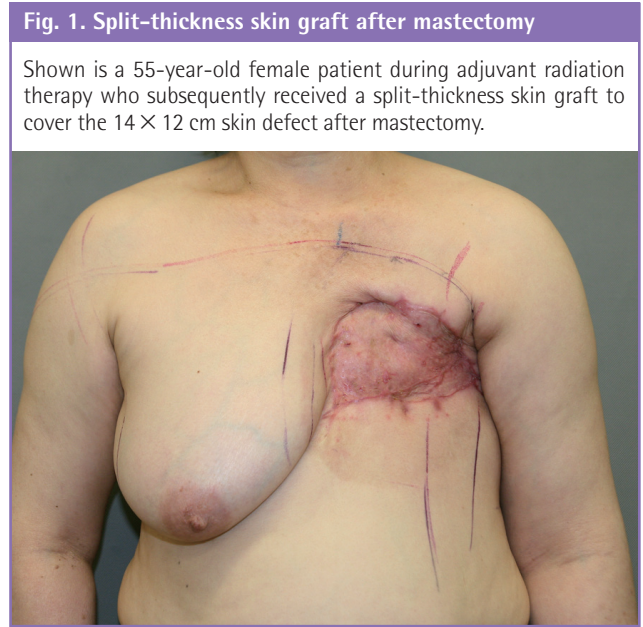 Fig. 1. Split-thickness skin graft after mastectomy
Shown is a 55-year-old female patient during adjuvant radiation
therapy who subsequently received a split-thickness skin graft to
cover the 14 × 12 cm skin defect after mastectomy.